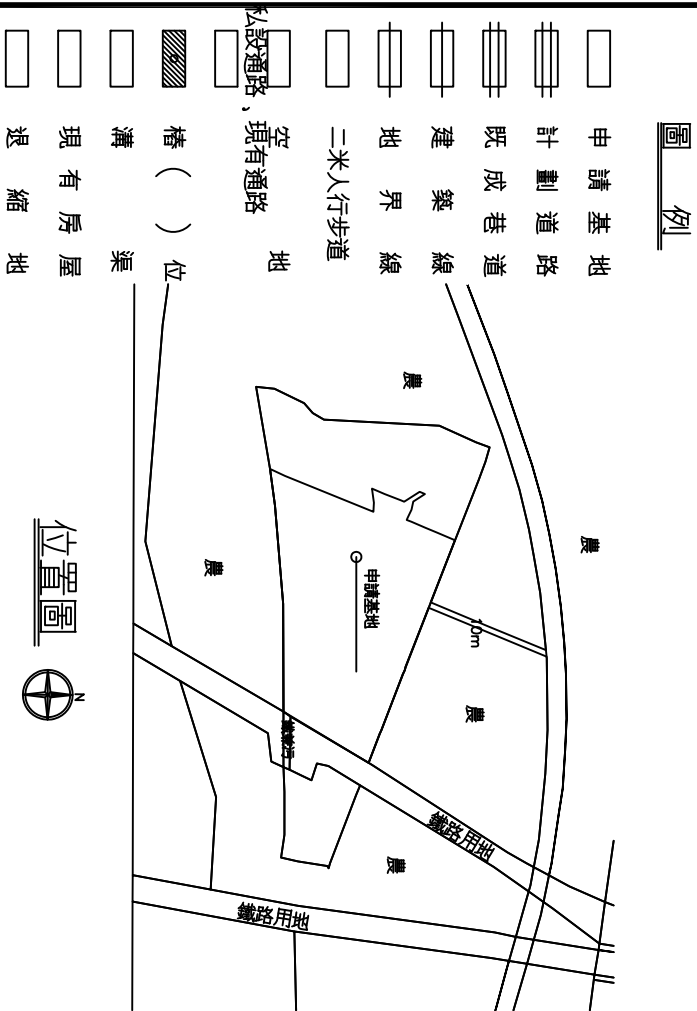 圖例
申請基地
計劃道路
既成巷道
建築線
地界線
二米人行步道
空地
私設通路、現有通路
樁()位
溝渠
現有房屋
退縮地
農
農
農
申請基地
10m
農
農
鐵路用地
鐵路用地
位置圖
N